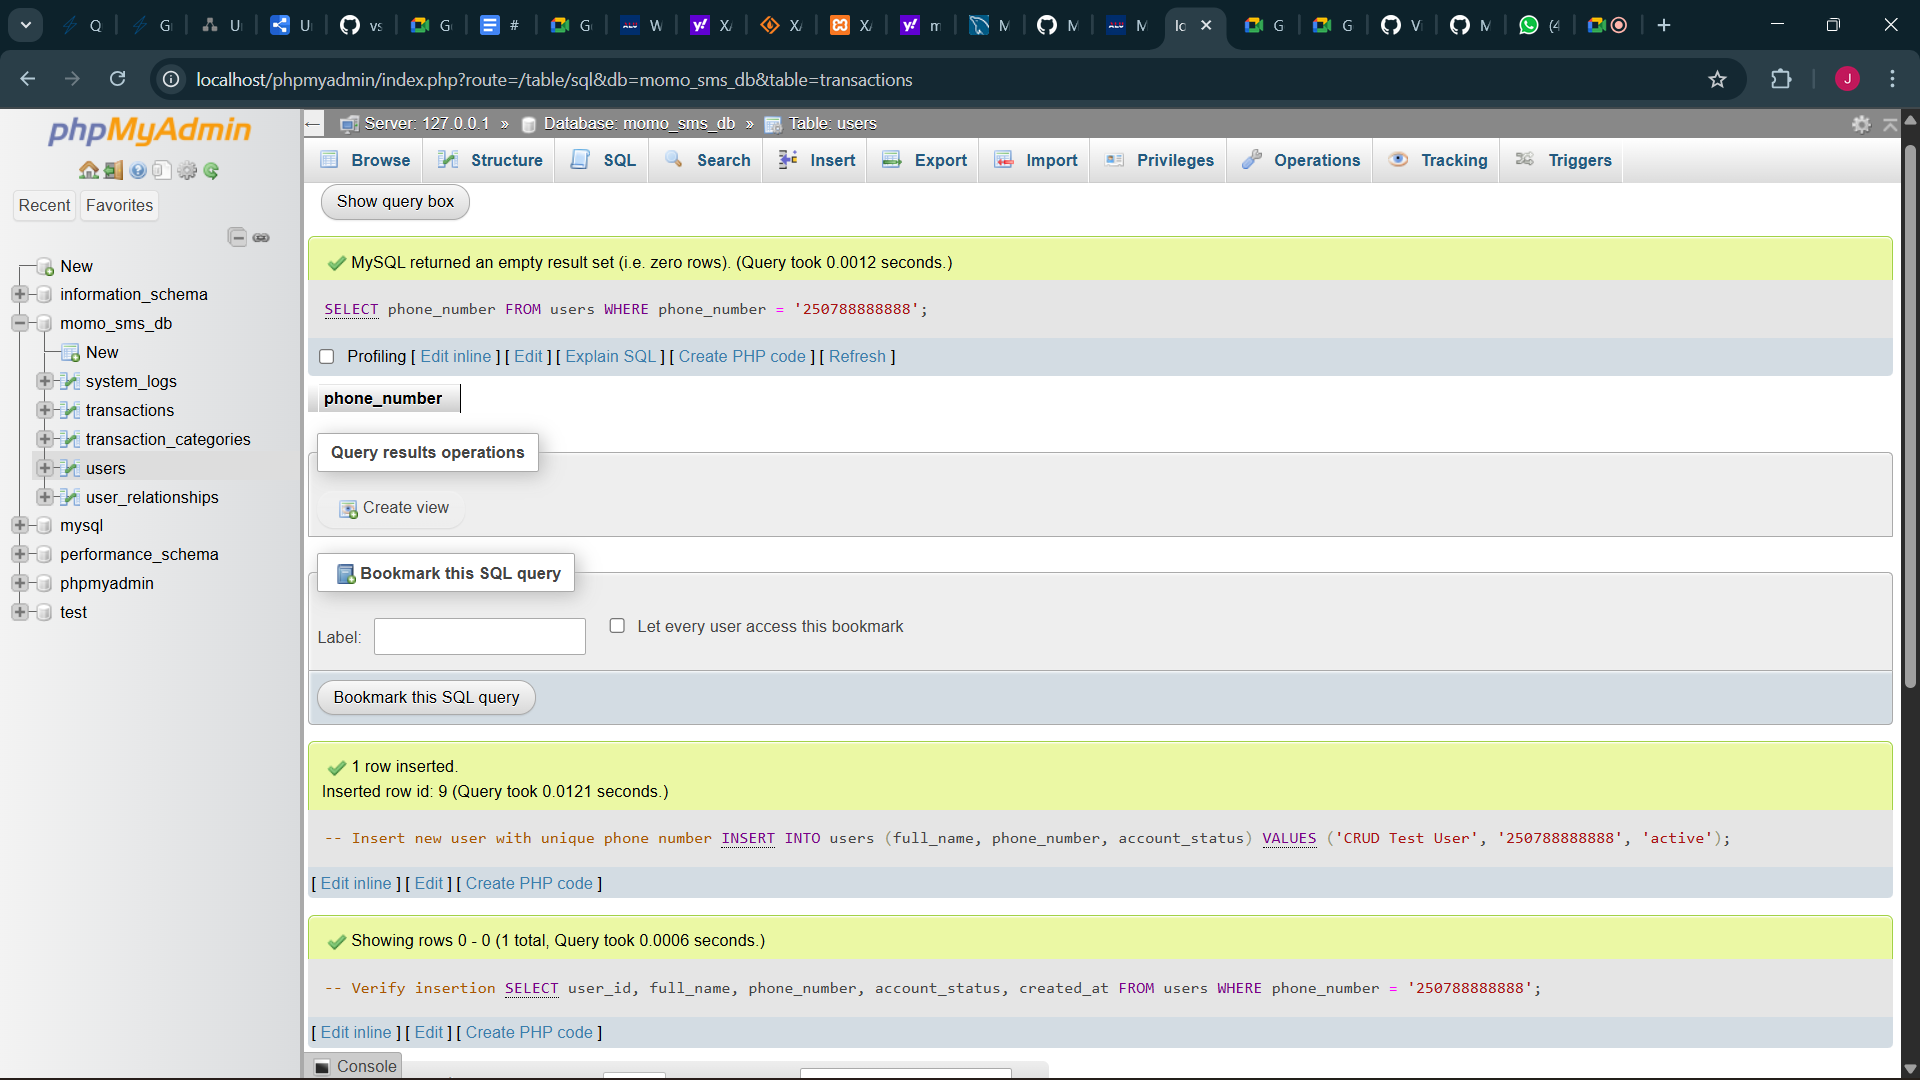 Q
Gi
U
U
vs
G
#
G
W
X/
X/
X/
m
M
M
M
lo
G
G
Vi
M
(4
localhost/phpmyadmin/index.php?route=/table/sql&db=momo_sms_db&table=transactions
J
phpMyAdmin
Recent
Favorites
New
information_schema
momo_sms_db
New
system_logs
transactions
transaction_categories
users
user_relationships
mysql
performance_schema
phpmyadmin
test
Server: 127.0.0.1 » Database: momo_sms_db » Table: users
Browse Structure SQL Search Insert Export Import Privileges Operations Tracking Triggers
Show query box
MySQL returned an empty result set (i.e. zero rows). (Query took 0.0012 seconds.)
SELECT phone_number FROM users WHERE phone_number = '250788888888';
Profiling [ Edit inline ] [ Edit ] [ Explain SQL ] [ Create PHP code ] [ Refresh ]
phone_number
Query results operations
Create view
Bookmark this SQL query
Label:
Let every user access this bookmark
Bookmark this SQL query
1 row inserted.
Inserted row id: 9 (Query took 0.0121 seconds.)
-- Insert new user with unique phone number INSERT INTO users (full_name, phone_number, account_status) VALUES ('CRUD Test User', '250788888888', 'active');
[ Edit inline ] [ Edit ] [ Create PHP code ]
Showing rows 0 - 0 (1 total, Query took 0.0006 seconds.)
-- Verify insertion SELECT user_id, full_name, phone_number, account_status, created_at FROM users WHERE phone_number = '250788888888';
[ Edit inline ] [ Edit ] [ Create PHP code ]
Console